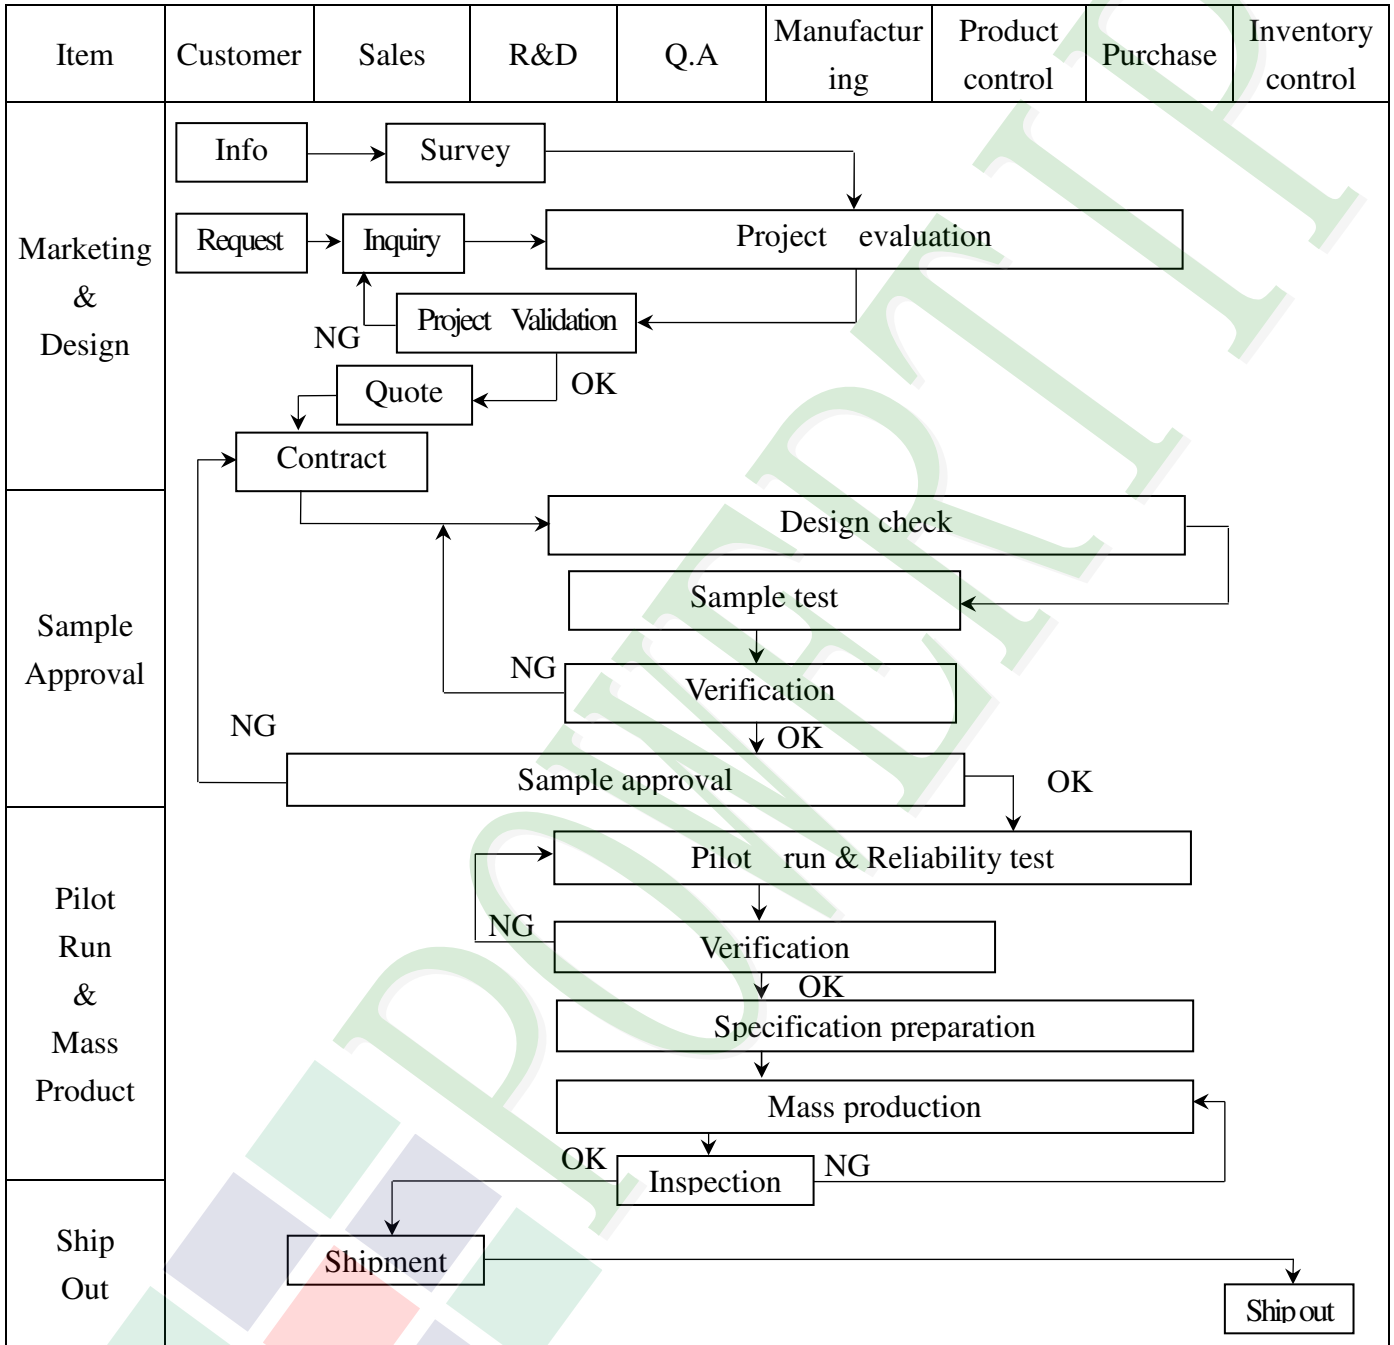 Item
Customer
Sales
R&D
Q.A
Manufactur
ing
Product
control
Purchase
Inventory
control
Marketing
&
Design
Info
Survey
Request
Inquiry
Project evaluation
NG
Project Validation
Quote
OK
Contract
Sample
Approval
Design check
Sample test
NG
Verification
NG
OK
Sample approval
OK
Pilot
Run
&
Mass
Product
Pilot run & Reliability test
NG
Verification
OK
Specification preparation
Mass production
OK
Inspection
NG
Ship
Out
Shipment
Ship out
POWERTIP